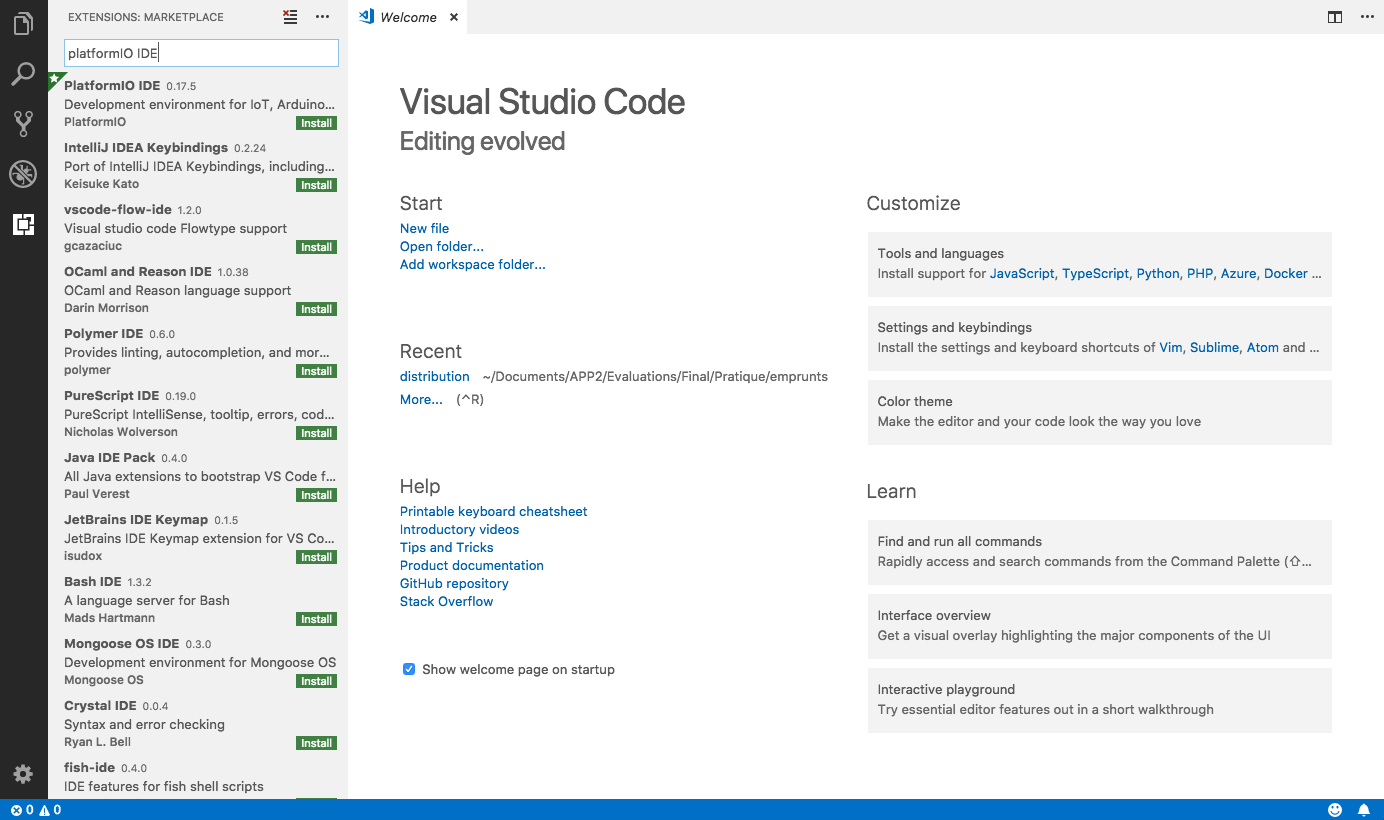 EXTENSIONS: MARKETPLACE
platformIO IDE
PlatformIO IDE 0.17.5
Development environment for IoT, Arduino...
PlatformIO Install
IntelliJ IDEA Keybindings 0.2.24
Port of IntelliJ IDEA Keybindings, including...
Keisuke Kato Install
vscode-flow-ide 1.2.0
Visual studio code Flowtype support
gcazaciuc Install
OCaml and Reason IDE 1.0.38
OCaml and Reason language support
Darin Morrison Install
Polymer IDE 0.6.0
Provides linting, autocompletion, and mor...
polymer Install
PureScript IDE 0.19.0
PureScript IntelliSense, tooltip, errors, cod...
Nicholas Wolverson Install
Java IDE Pack 0.4.0
All Java extensions to bootstrap VS Code f...
Paul Verest Install
JetBrains IDE Keymap 0.1.5
JetBrains IDE Keymap extension for VS Co...
isudox Install
Bash IDE 1.3.2
A language server for Bash
Mads Hartmann Install
Mongoose OS IDE 0.3.0
Development environment for Mongoose OS
Mongoose OS Install
Crystal IDE 0.0.4
Syntax and error checking
Ryan L. Bell Install
fish-ide 0.4.0
IDE features for fish shell scripts
Welcome
Visual Studio Code
Editing evolved
Start
New file
Open folder...
Add workspace folder...
Recent
distribution ~/Documents/APP2/Evaluations/Final/Pratique/emprunts
More... (^R)
Help
Printable keyboard cheatsheet
Introductory videos
Tips and Tricks
Product documentation
GitHub repository
Stack Overflow
Show welcome page on startup
Customize
Tools and languages
Install support for JavaScript, TypeScript, Python, PHP, Azure, Docker ...
Settings and keybindings
Install the settings and keyboard shortcuts of Vim, Sublime, Atom and ...
Color theme
Make the editor and your code look the way you love
Learn
Find and run all commands
Rapidly access and search commands from the Command Palette (⇧...
Interface overview
Get a visual overlay highlighting the major components of the UI
Interactive playground
Try essential editor features out in a short walkthrough
0 0